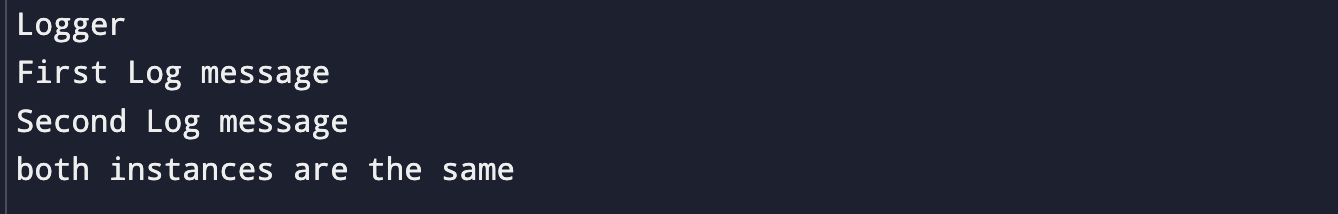 Logger
First Log message
Second Log message
both instances are the same